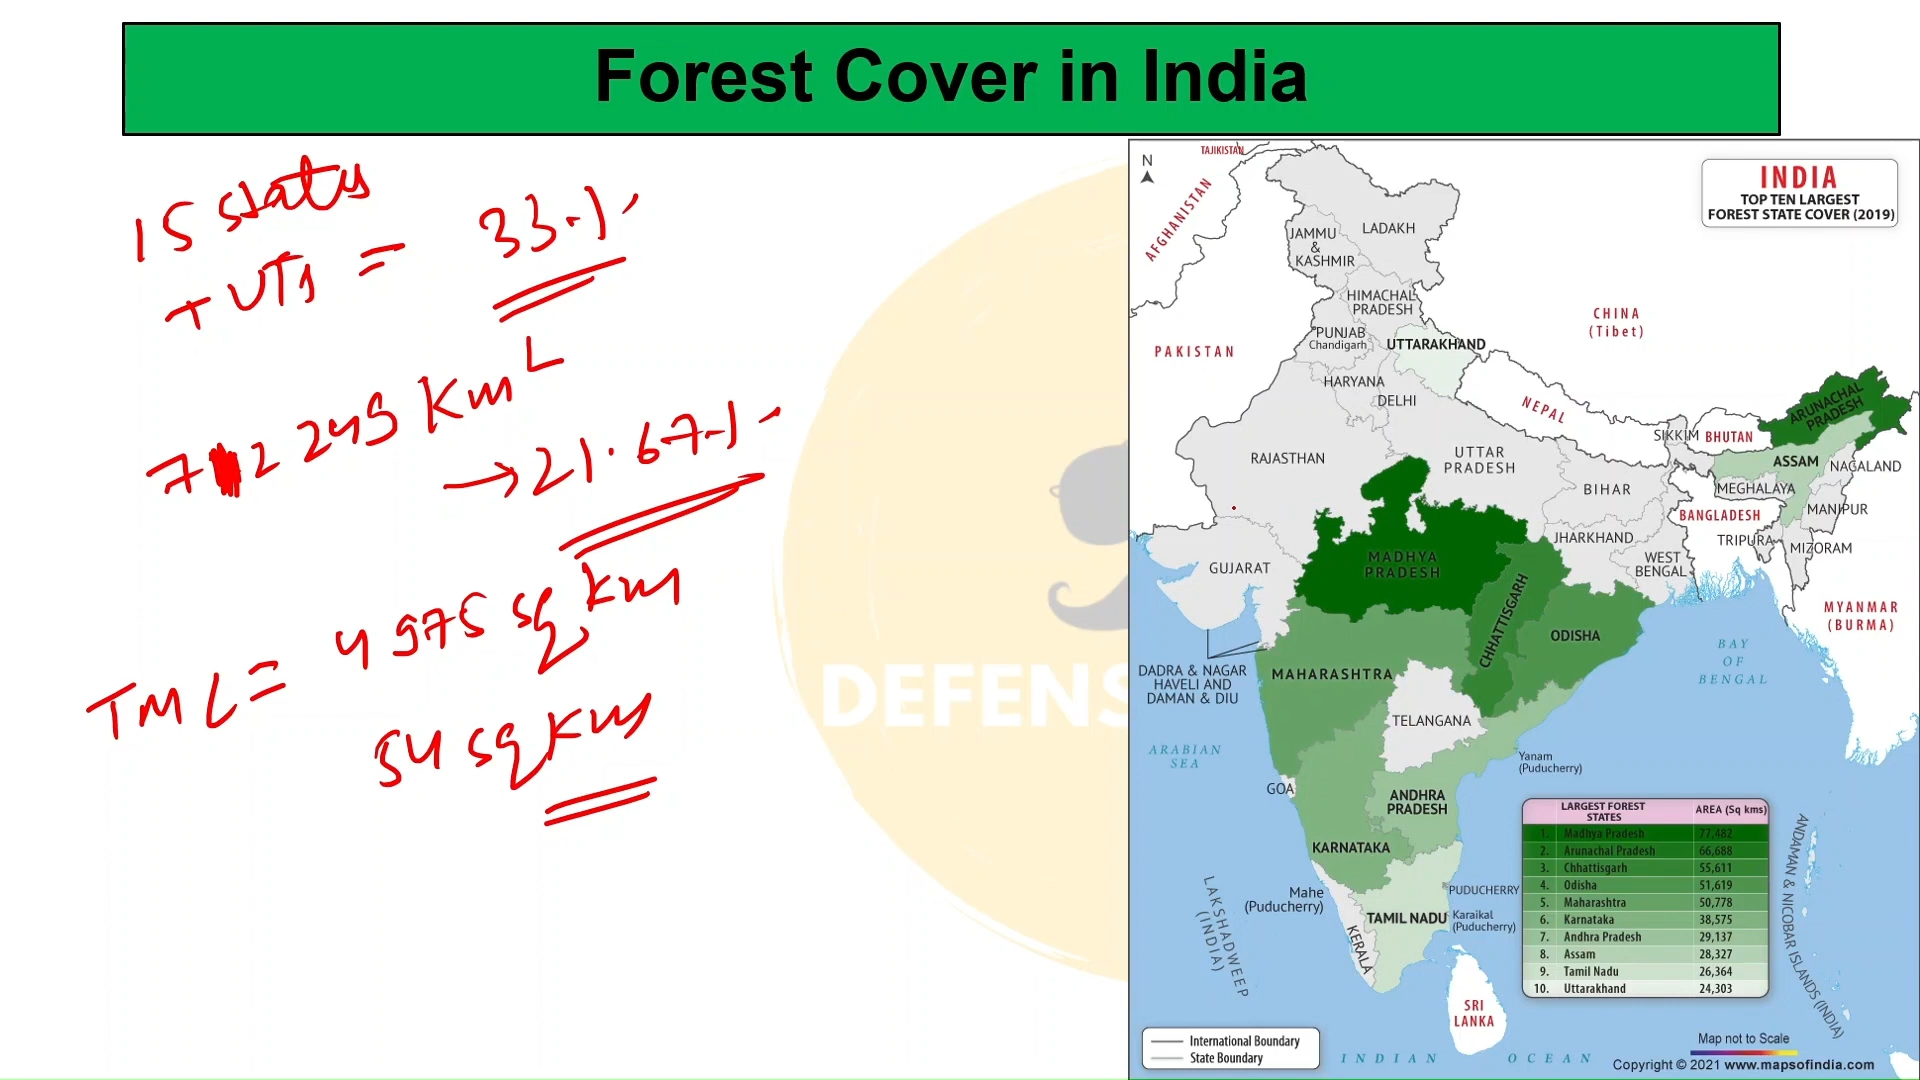 Forest Cover in India
15 states
+ UTs = 33%
712249 Km²
→ 21.67%
TMC = 4975 sq km
54 sq km
DEFENS
N
INDIA
TOP TEN LARGEST
FOREST STATE COVER (2019)
TAJIKISTAN
AFGHANISTAN
LADAKH
JAMMU
&
KASHMIR
HIMACHAL
PRADESH
CHINA
(Tibet)
PAKISTAN
PUNJAB
Chandigarh
UTTARAKHAND
HARYANA
DELHI
NEPAL
ARUNACHAL
PRADESH
SIKKIM
BHUTAN
RAJASTHAN
UTTAR
PRADESH
ASSAM
NAGALAND
BIHAR
MEGHALAYA
BANGLADESH
MANIPUR
JHARKHAND
TRIPURA
MIZORAM
GUJARAT
MADHYA
PRADESH
WEST
BENGAL
CHHATTISGARH
ODISHA
MYANMAR
(BURMA)
DADRA & NAGAR
HAVELI AND
DAMAN & DIU
MAHARASHTRA
BAY
OF
BENGAL
TELANGANA
ARABIAN
SEA
Yanam
(Puducherry)
GOA
ANDHRA
PRADESH
KARNATAKA
LAKSHADWEEP
(INDIA)
Mahe
(Puducherry)
PUDUCHERRY
TAMIL NADU
Karaikal
(Puducherry)
KERALA
SRI
LANKA
ANDAMAN & NICOBAR ISLANDS (INDIA)
LARGEST FOREST STATES AREA (Sq kms)
1. Madhya Pradesh 77,482
2. Arunachal Pradesh 66,688
3. Chhattisgarh 55,611
4. Odisha 51,619
5. Maharashtra 50,778
6. Karnataka 38,575
7. Andhra Pradesh 29,137
8. Assam 28,327
9. Tamil Nadu 26,364
10. Uttarakhand 24,303
International Boundary
State Boundary
INDIAN OCEAN
Map not to Scale
Copyright © 2021 www.mapsofindia.com